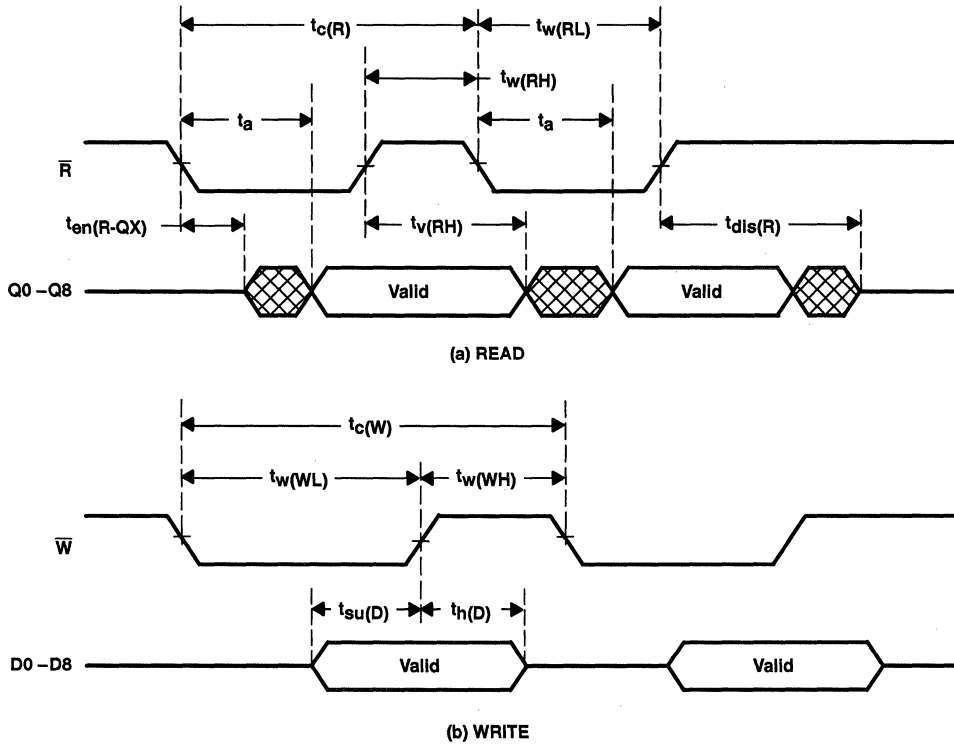 tc(R) tw(RL)
tw(RH)
ta ta
R̅
ten(R-QX) tv(RH) tdis(R)
Q0 – Q8 Valid Valid
(a) READ
tc(W)
tw(WL) tw(WH)
W̅
tsu(D) th(D)
D0 – D8 Valid Valid
(b) WRITE